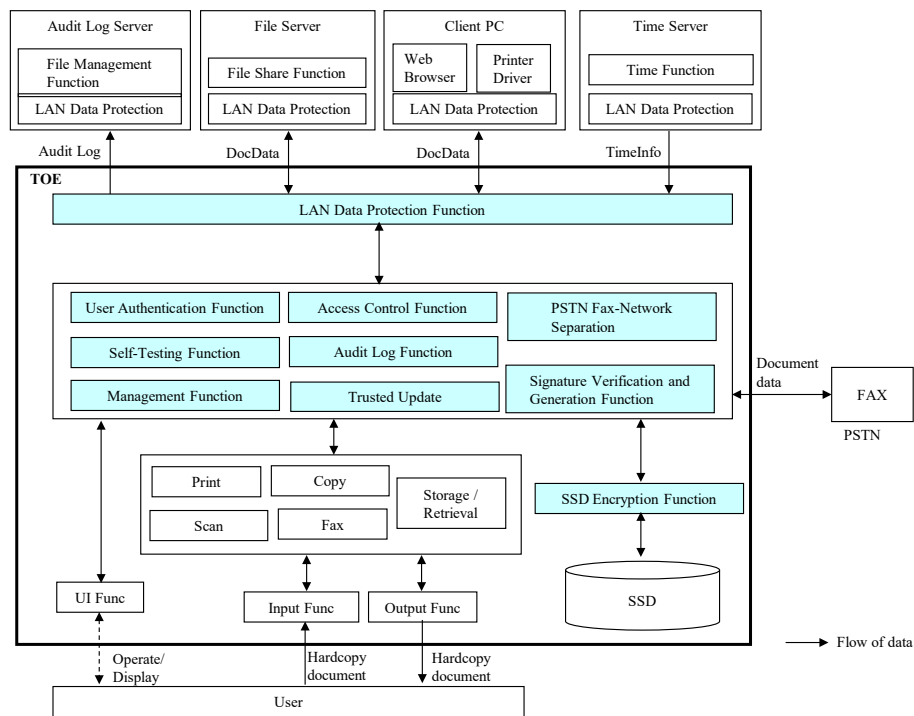 Audit Log Server
File Management
Function
LAN Data Protection
File Server
File Share Function
LAN Data Protection
Client PC
Web
Browser
Printer
Driver
LAN Data Protection
Time Server
Time Function
LAN Data Protection
Audit Log
DocData
DocData
TimeInfo
TOE
LAN Data Protection Function
User Authentication Function
Access Control Function
PSTN Fax-Network
Separation
Self-Testing Function
Audit Log Function
Management Function
Trusted Update
Signature Verification and
Generation Function
Document
data
FAX
PSTN
Print
Copy
Storage /
Retrieval
Scan
Fax
SSD Encryption Function
SSD
UI Func
Input Func
Output Func
Flow of data
Operate/
Display
Hardcopy
document
Hardcopy
document
User